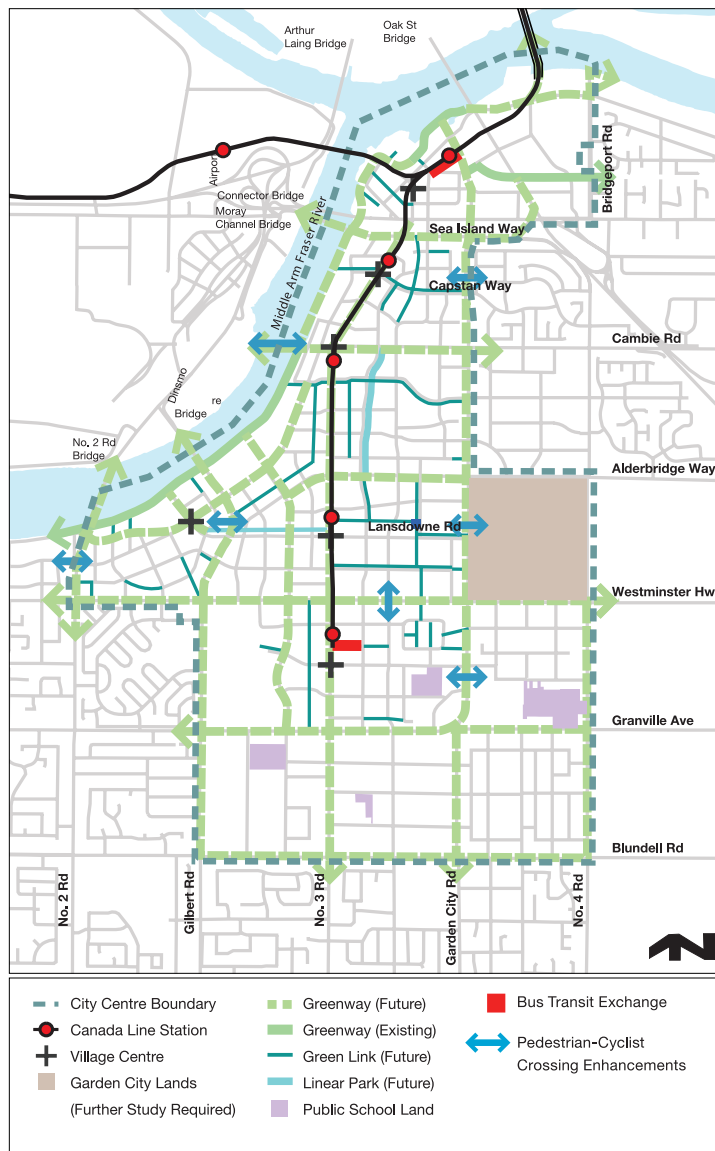 Arthur
Laing Bridge
Oak St
Bridge
Airport
Connector Bridge
Moray
Channel Bridge
Middle Arm Fraser River
Bridgeport Rd
Sea Island Way
Capstan Way
Cambie Rd
Dinsmo
re
Bridge
No. 2 Rd
Bridge
Alderbridge Way
Lansdowne Rd
Westminster Hw
Granville Ave
Blundell Rd
No. 2 Rd
Gilbert Rd
No. 3 Rd
Garden City Rd
No. 4 Rd
N
City Centre Boundary
Canada Line Station
Village Centre
Garden City Lands
(Further Study Required)
Greenway (Future)
Greenway (Existing)
Green Link (Future)
Linear Park (Future)
Public School Land
Bus Transit Exchange
Pedestrian-Cyclist
Crossing Enhancements